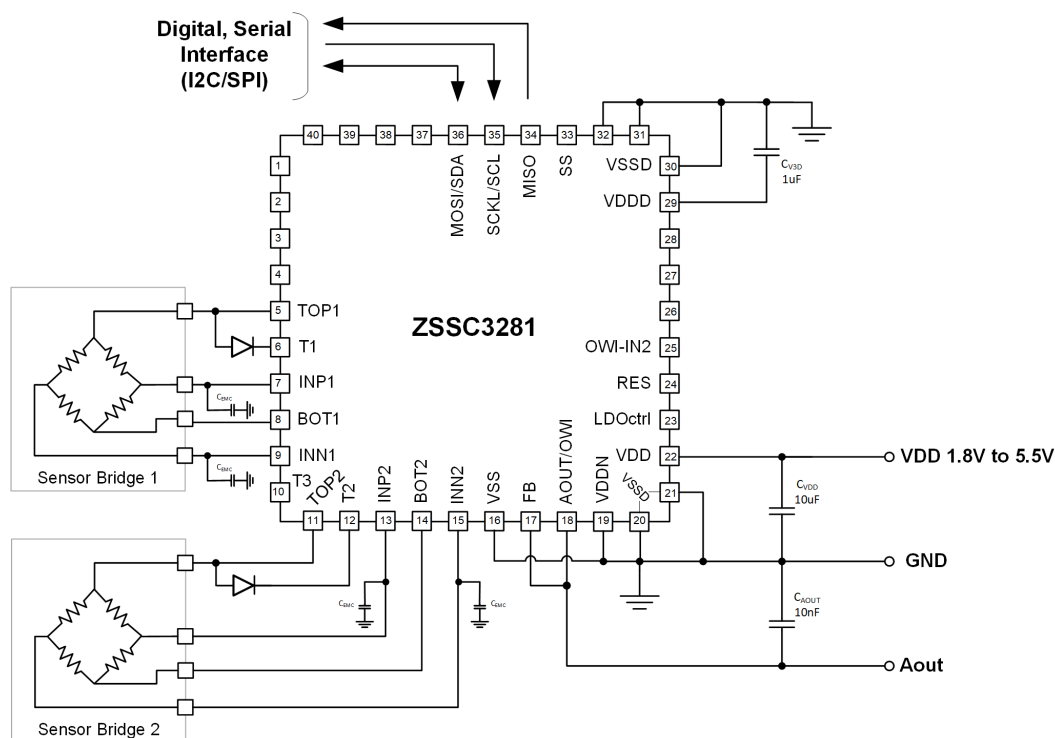 Digital, Serial
Interface
(I2C/SPI)
40 39 38 37 36 35 34 33 32 31
MOSI/SDA
SCKL/SCL
MISO
SS
1
2
3
4
5 TOP1
6 T1
7 INP1
8 BOT1
9 INN1
10 T3
ZSSC3281
VSSD 30
VDDD 29
28
27
26
OWI-IN2 25
RES 24
LDOctrl 23
VDD 22
VSSD 21
CV3D
1uF
CEMC
CEMC
Sensor Bridge 1
TOP2
T2
INP2
BOT2
INN2
VSS
FB
AOUT/OWI
VDDN
11 12 13 14 15 16 17 18 19 20
VDD 1.8V to 5.5V
CVDD
10uF
GND
CEMC
CEMC
CAOUT
10nF
Aout
Sensor Bridge 2